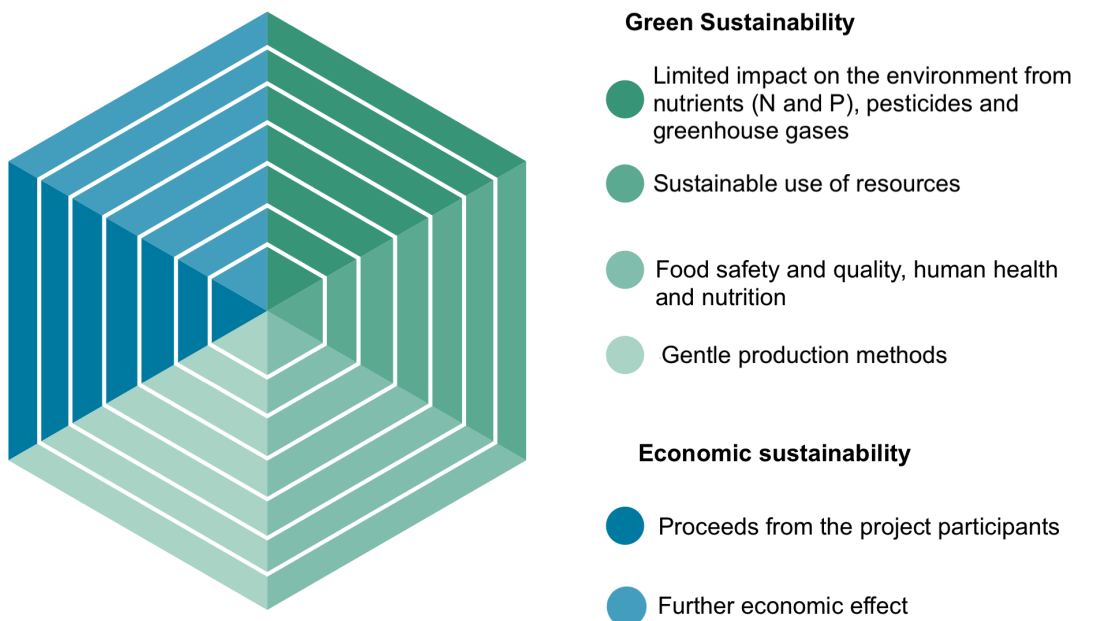 Green Sustainability
Limited impact on the environment from
nutrients (N and P), pesticides and
greenhouse gases
Sustainable use of resources
Food safety and quality, human health
and nutrition
Gentle production methods
Economic sustainability
Proceeds from the project participants
Further economic effect